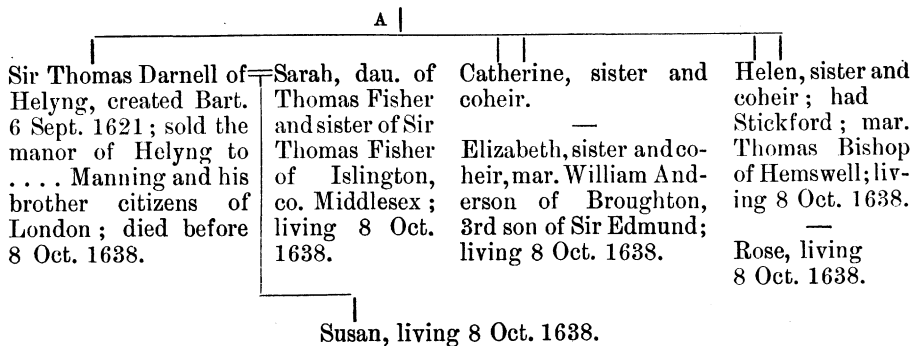 A
Sir Thomas Darnell of
Helyng, created Bart.
6 Sept. 1621 ; sold the
manor of Helyng to
. . . . Manning and his
brother citizens of
London ; died before
8 Oct. 1638.
Sarah, dau. of
Thomas Fisher
and sister of Sir
Thomas Fisher
of Islington,
co. Middlesex ;
living 8 Oct.
1638.
Catherine, sister and
coheir.
—
Elizabeth, sister and co-
heir, mar. William And-
erson of Broughton,
3rd son of Sir Edmund;
living 8 Oct. 1638.
Helen, sister and
coheir ; had
Stickford ; mar.
Thomas Bishop
of Hemswell; liv-
ing 8 Oct. 1638.
—
Rose, living
8 Oct. 1638.
Susan, living 8 Oct. 1638.